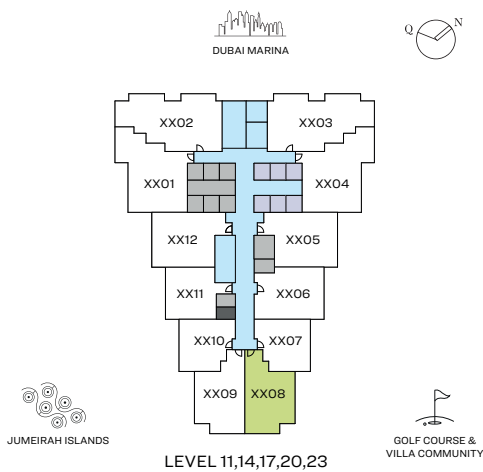 Q
N
DUBAI MARINA
XX02
XX03
XX01
XX04
XX12
XX05
XX11
XX06
XX10
XX07
XX09
XX08
JUMEIRAH ISLANDS
GOLF COURSE &
VILLA COMMUNITY
LEVEL 11,14,17,20,23